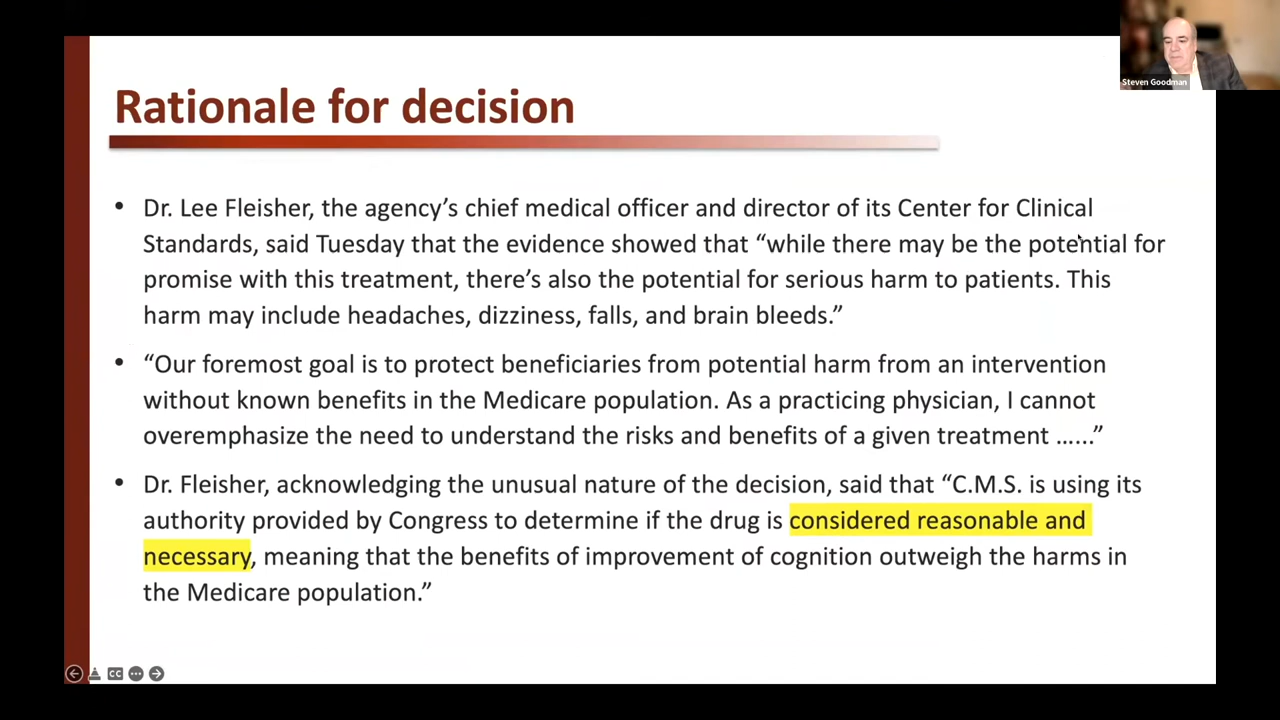 Steven Goodman
Rationale for decision
• Dr. Lee Fleisher, the agency’s chief medical officer and director of its Center for Clinical
Standards, said Tuesday that the evidence showed that “while there may be the potential for
promise with this treatment, there’s also the potential for serious harm to patients. This
harm may include headaches, dizziness, falls, and brain bleeds.”
• “Our foremost goal is to protect beneficiaries from potential harm from an intervention
without known benefits in the Medicare population. As a practicing physician, I cannot
overemphasize the need to understand the risks and benefits of a given treatment …...”
• Dr. Fleisher, acknowledging the unusual nature of the decision, said that “C.M.S. is using its
authority provided by Congress to determine if the drug is considered reasonable and
necessary, meaning that the benefits of improvement of cognition outweigh the harms in
the Medicare population.”
CC